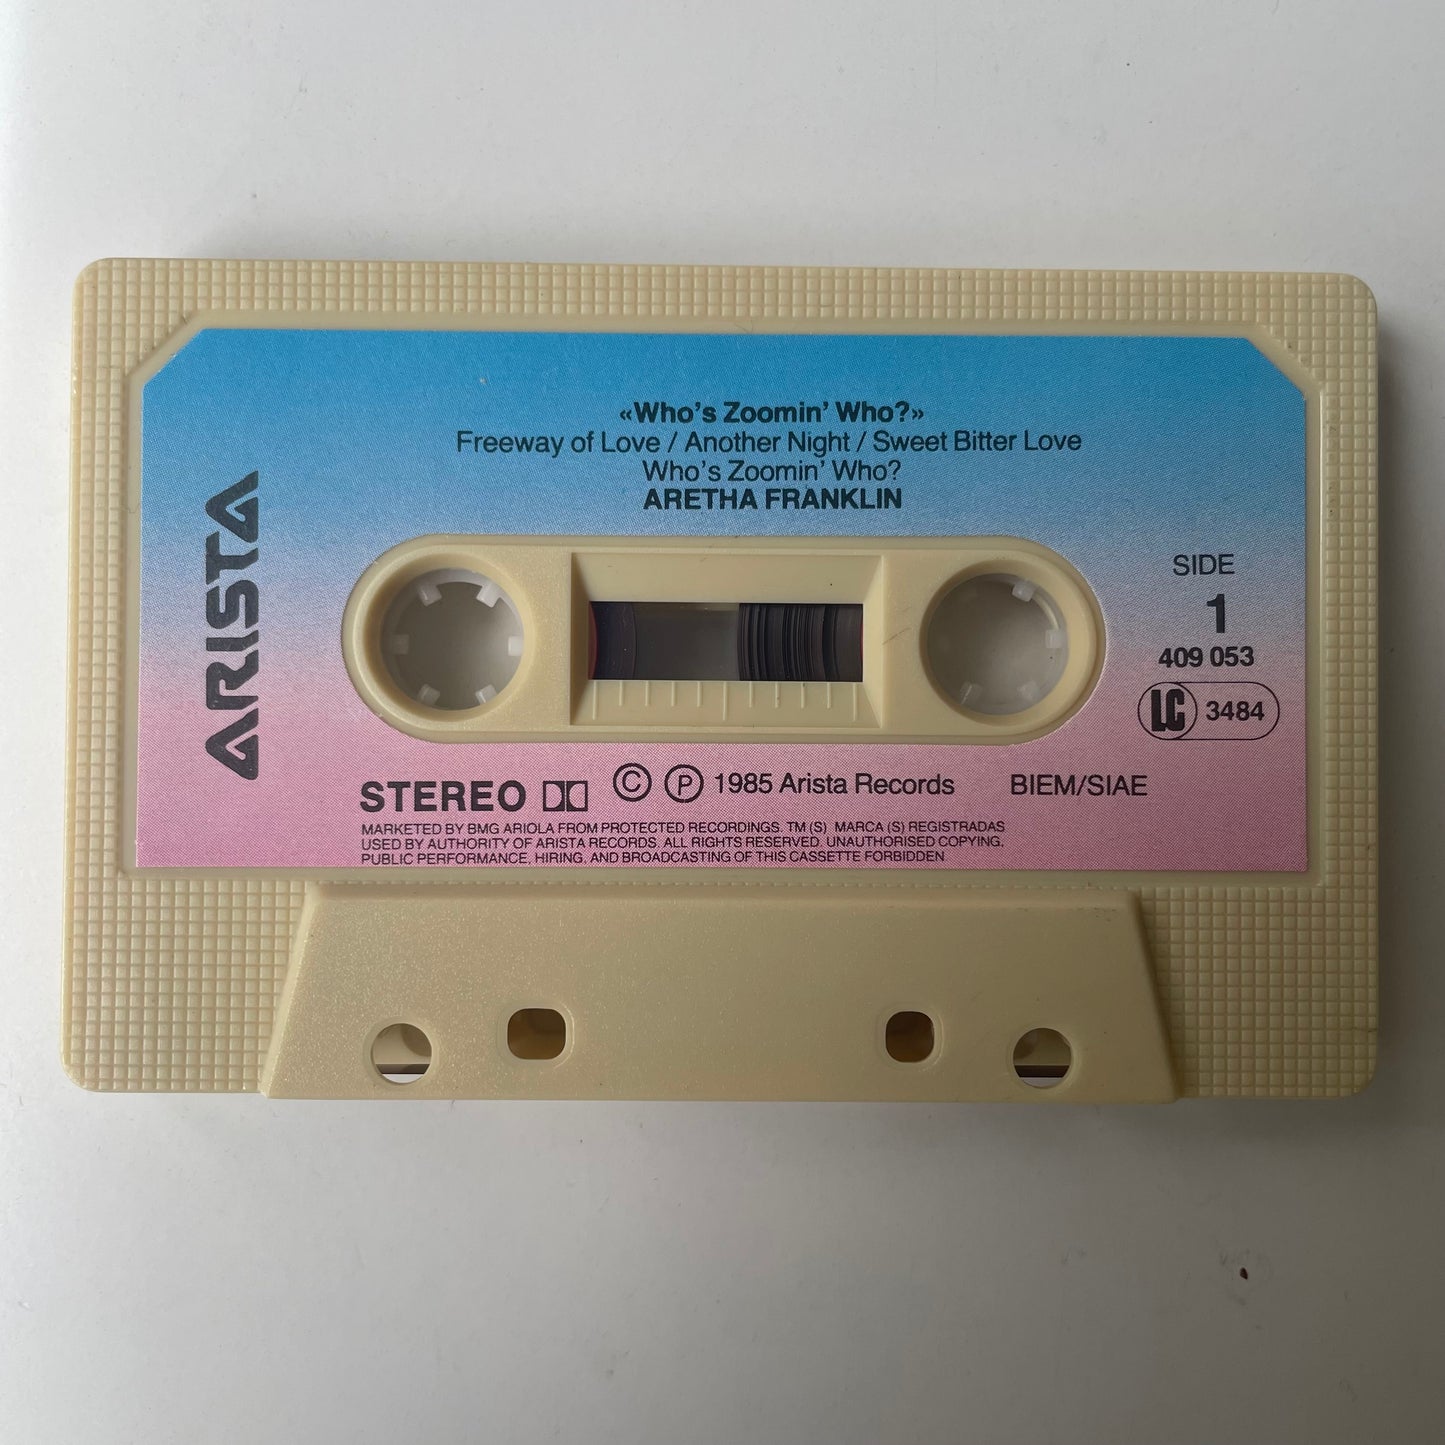 «Who's Zoomin' Who?»
Freeway of Love / Another Night / Sweet Bitter Love
Who's Zoomin' Who?
ARETHA FRANKLIN
ARISTA
SIDE
1
409 053
LC 3484
STEREO
© ℗ 1985 Arista Records BIEM/SIAE
MARKETED BY BMG ARIOLA FROM PROTECTED RECORDINGS. TM (S) MARCA (S) REGISTRADAS
USED BY AUTHORITY OF ARISTA RECORDS. ALL RIGHTS RESERVED. UNAUTHORISED COPYING,
PUBLIC PERFORMANCE, HIRING, AND BROADCASTING OF THIS CASSETTE FORBIDDEN